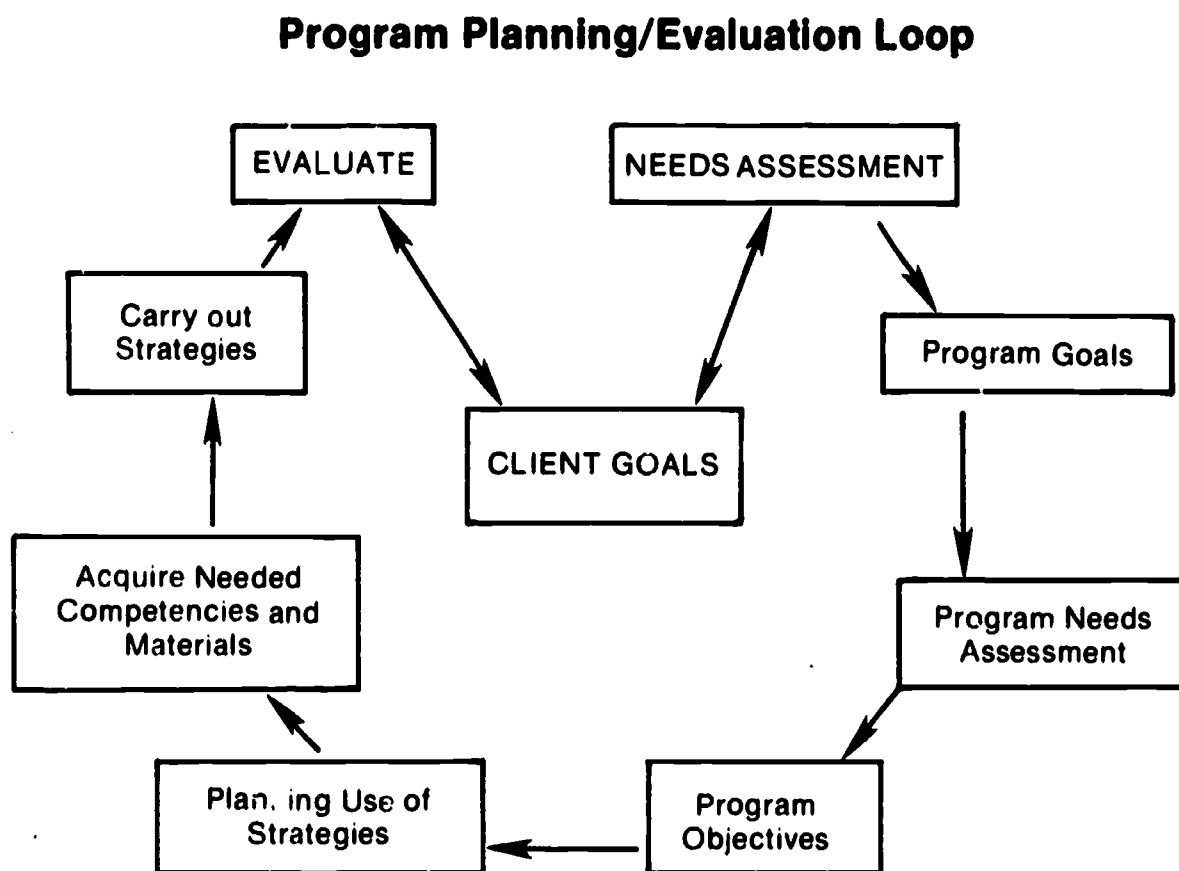 Program Planning/Evaluation Loop
EVALUATE
NEEDS ASSESSMENT
Carry out
Strategies
Program Goals
CLIENT GOALS
Acquire Needed
Competencies and
Materials
Program Needs
Assessment
Plan. ing Use of
Strategies
Program
Objectives